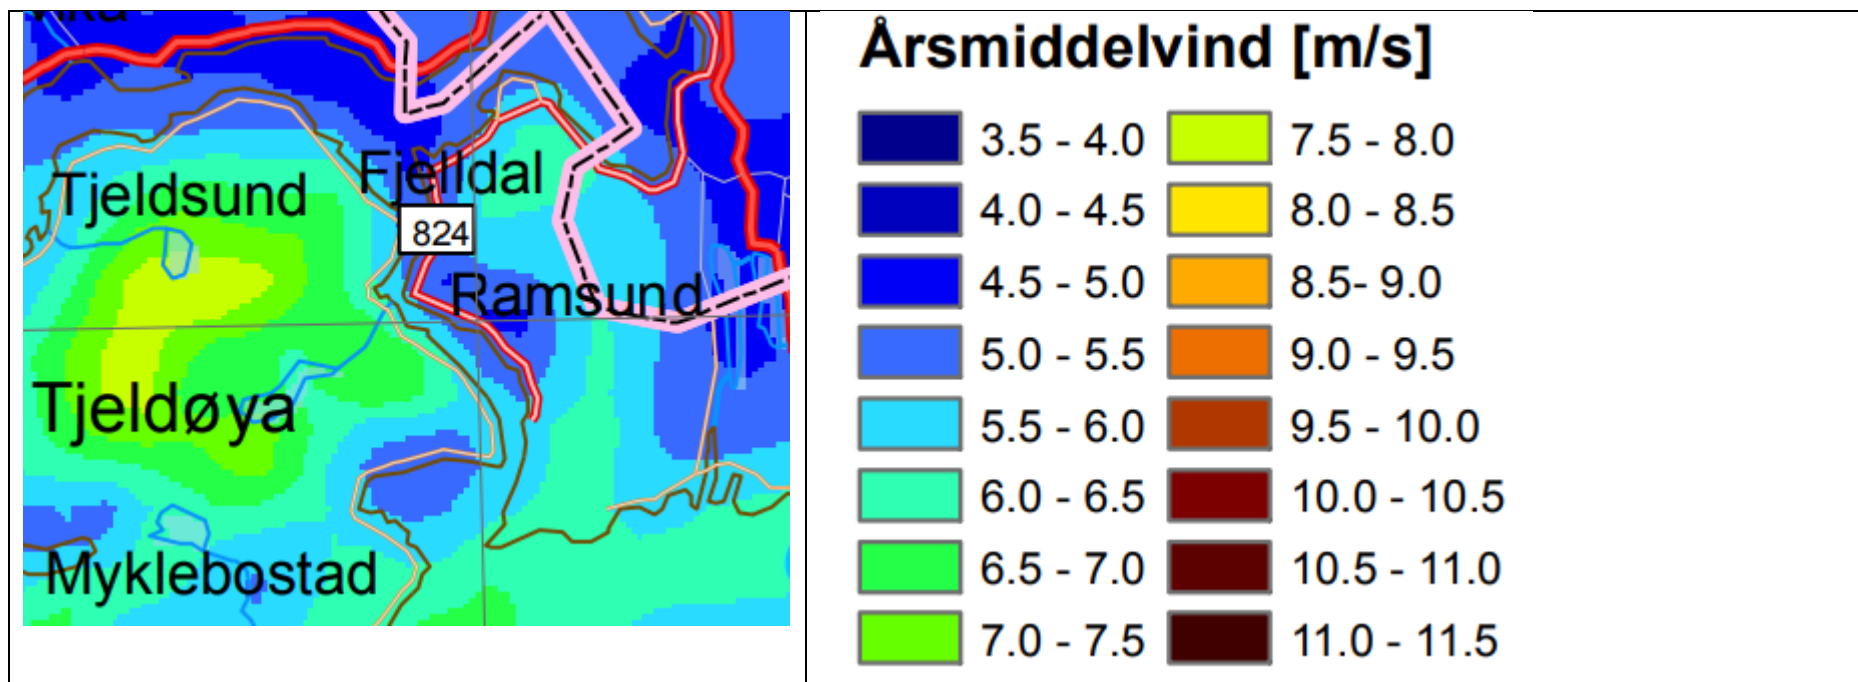 Tjeldsund
Fjelldal
824
Ramsund
Tjeldøya
Myklebostad
Årsmiddelvind [m/s]
3.5 - 4.0
4.0 - 4.5
4.5 - 5.0
5.0 - 5.5
5.5 - 6.0
6.0 - 6.5
6.5 - 7.0
7.0 - 7.5
7.5 - 8.0
8.0 - 8.5
8.5- 9.0
9.0 - 9.5
9.5 - 10.0
10.0 - 10.5
10.5 - 11.0
11.0 - 11.5